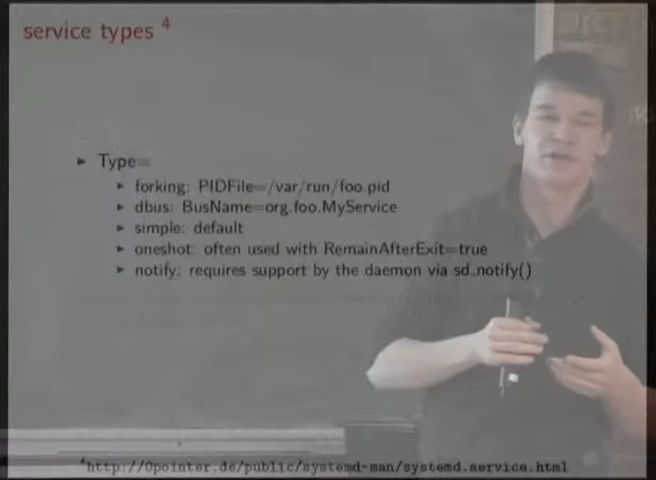 service types 4
► Type=
► forking: PIDFile=/var/run/foo.pid
► dbus: BusName=org.foo.MyService
► simple: default
► oneshot: often used with RemainAfterExit=true
► notify: requires support by the daemon via sd_notify()
4http://0pointer.de/public/systemd-man/systemd.service.html